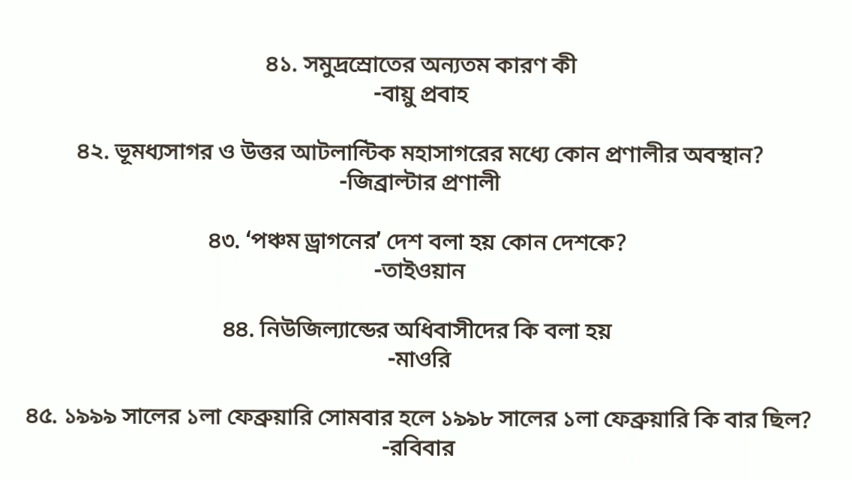 ৪১. সমুদ্রস্রোতের অন্যতম কারণ কী
-বায়ু প্রবাহ
৪২. ভূমধ্যসাগর ও উত্তর আটলান্টিক মহাসাগরের মধ্যে কোন প্রণালীর অবস্থান?
-জিব্রাল্টার প্রণালী
৪৩. ‘পঞ্চম ড্রাগনের’ দেশ বলা হয় কোন দেশকে?
-তাইওয়ান
৪৪. নিউজিল্যান্ডের অধিবাসীদের কি বলা হয়
-মাওরি
৪৫. ১৯৯৯ সালের ১লা ফেব্রুয়ারি সোমবার হলে ১৯৯৮ সালের ১লা ফেব্রুয়ারি কি বার ছিল?
-রবিবার